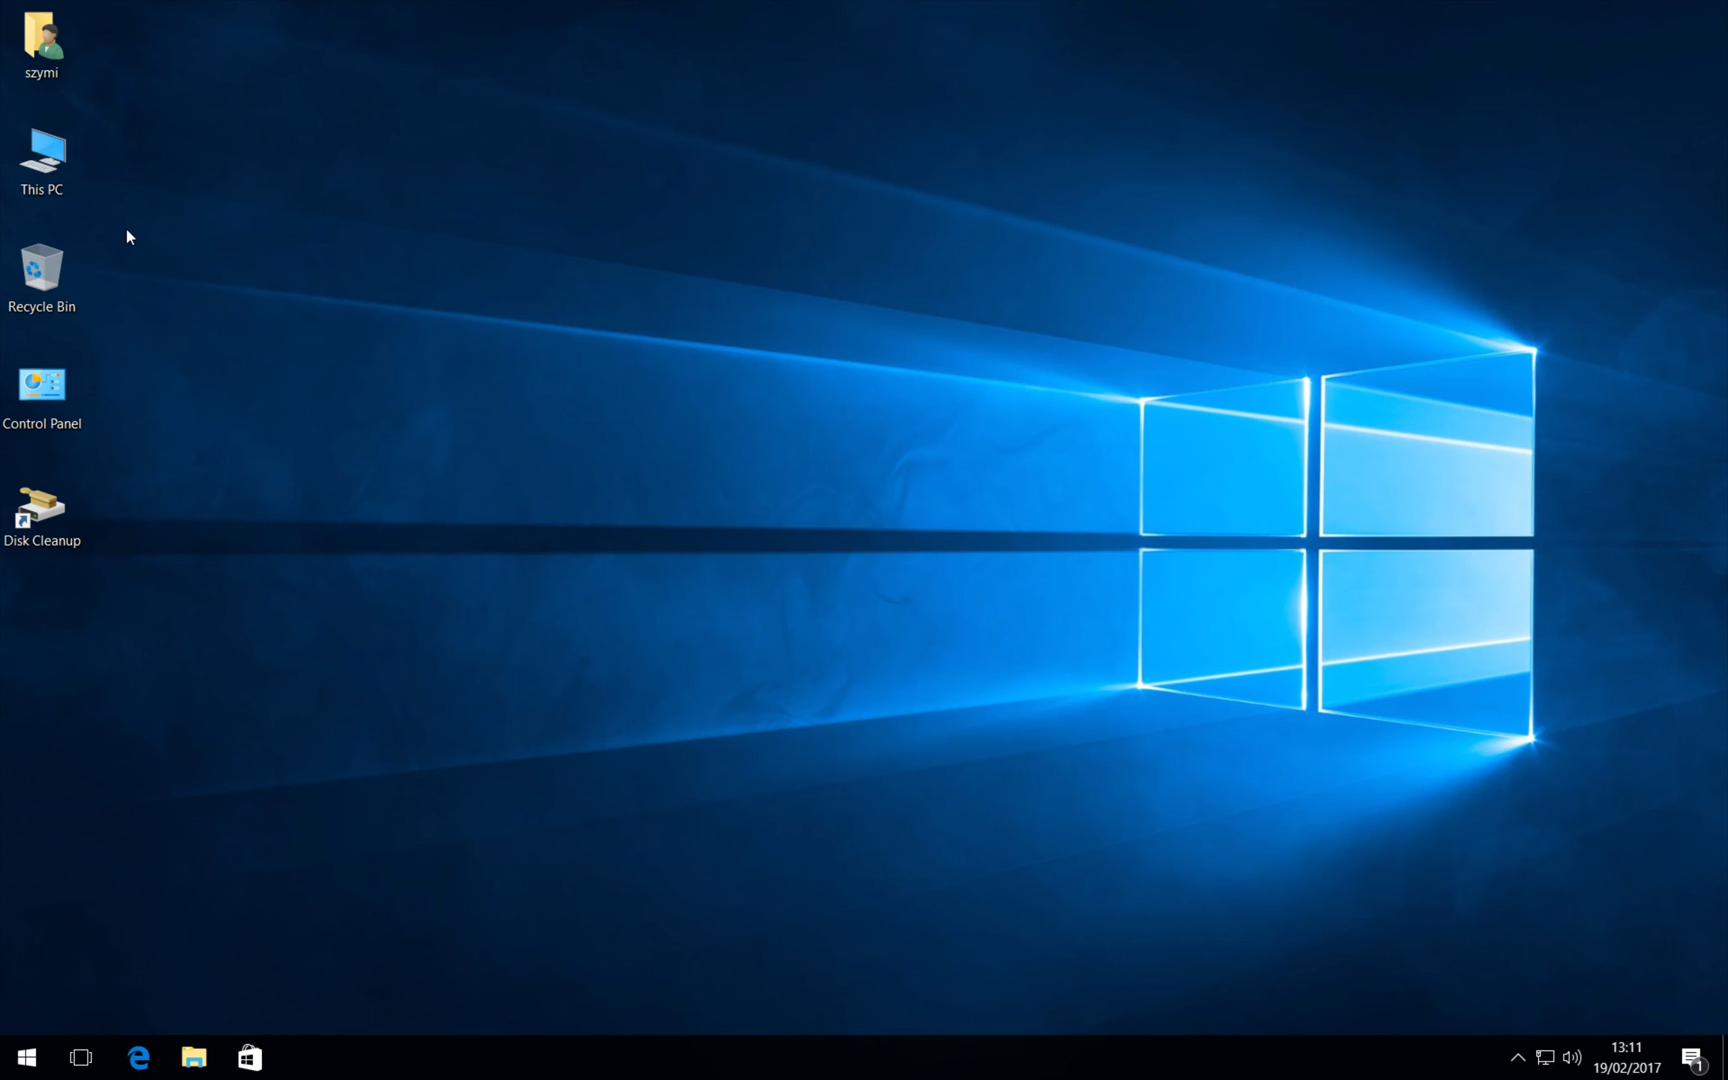 szymi
This PC
Recycle Bin
Control Panel
Disk Cleanup
13:11
19/02/2017
1